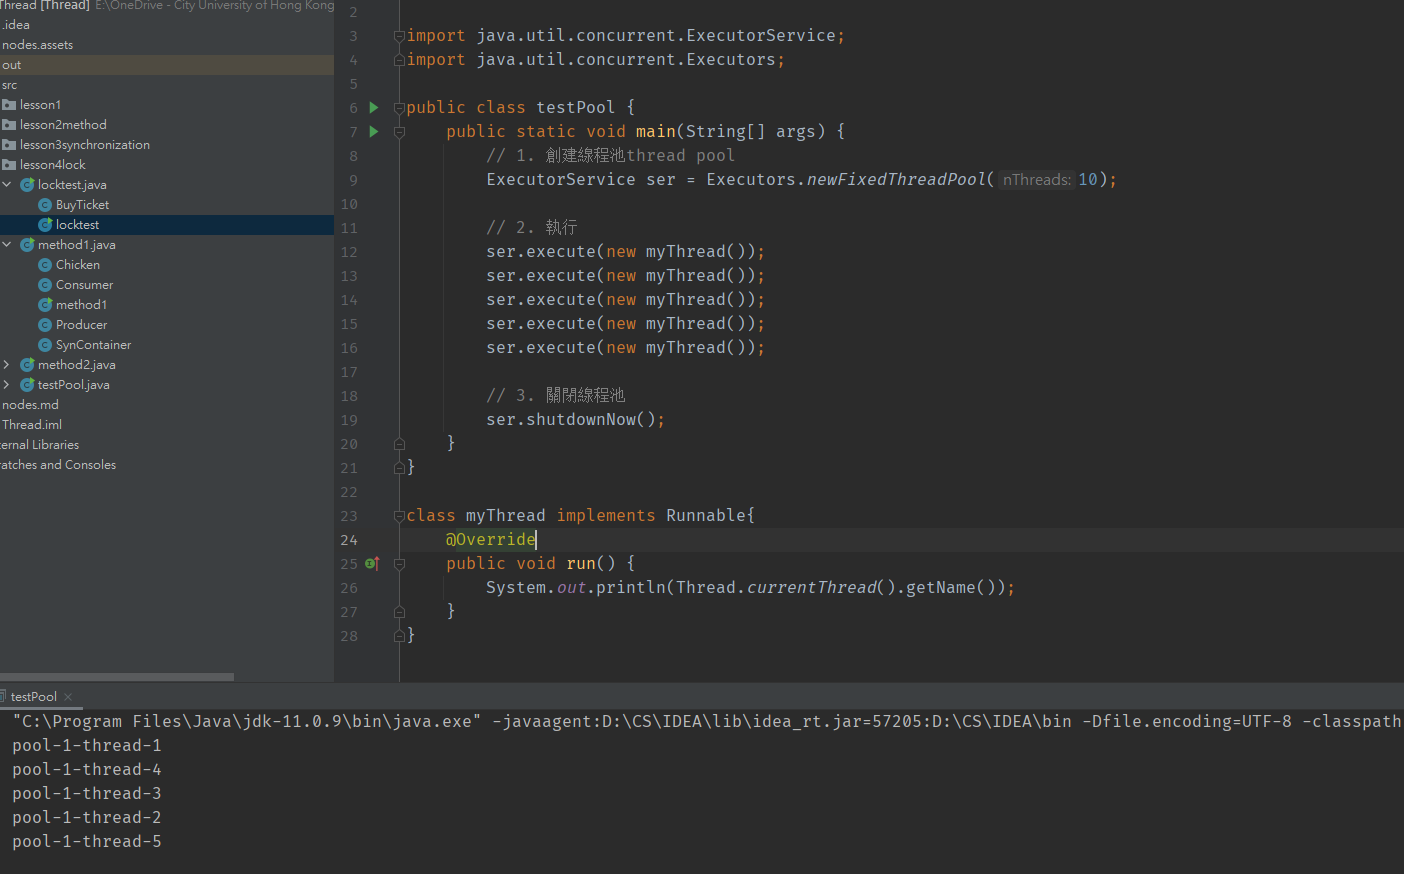 Thread [Thread] E:\OneDrive - City University of Hong Kong
.idea
nodes.assets
out
src
lesson1
lesson2method
lesson3synchronization
lesson4lock
locktest.java
BuyTicket
locktest
method1.java
Chicken
Consumer
method1
Producer
SynContainer
method2.java
testPool.java
nodes.md
Thread.iml
ernal Libraries
ratches and Consoles
2
3 import java.util.concurrent.ExecutorService;
4 import java.util.concurrent.Executors;
5
6 public class testPool {
7 public static void main(String[] args) {
8 // 1. 創建線程池thread pool
9 ExecutorService ser = Executors.newFixedThreadPool( nThreads: 10);
10
11 // 2. 執行
12 ser.execute(new myThread());
13 ser.execute(new myThread());
14 ser.execute(new myThread());
15 ser.execute(new myThread());
16 ser.execute(new myThread());
17
18 // 3. 關閉線程池
19 ser.shutdownNow();
20 }
21 }
22
23 class myThread implements Runnable{
24 @Override
25 public void run() {
26 System.out.println(Thread.currentThread().getName());
27 }
28 }
testPool
"C:\Program Files\Java\jdk-11.0.9\bin\java.exe" -javaagent:D:\CS\IDEA\lib\idea_rt.jar=57205:D:\CS\IDEA\bin -Dfile.encoding=UTF-8 -classpath
pool-1-thread-1
pool-1-thread-4
pool-1-thread-3
pool-1-thread-2
pool-1-thread-5